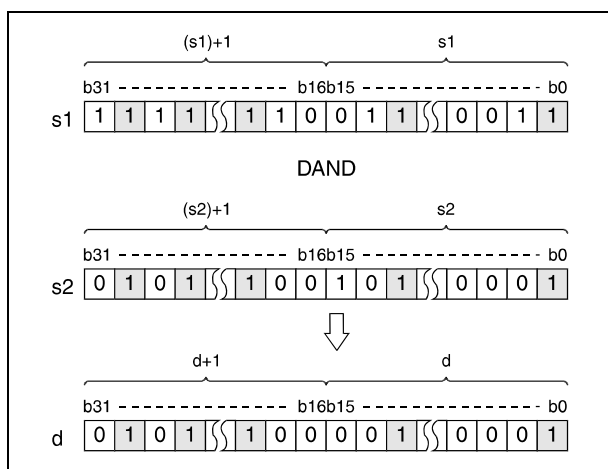 (s1)+1 s1
b31 b16 b15 b0
s1 1 1 1 1 1 1 0 0 1 1 0 0 1 1
DAND
(s2)+1 s2
b31 b16 b15 b0
s2 0 1 0 1 1 0 0 1 0 1 0 0 0 1
d+1 d
b31 b16 b15 b0
d 0 1 0 1 1 0 0 0 0 1 0 0 0 1